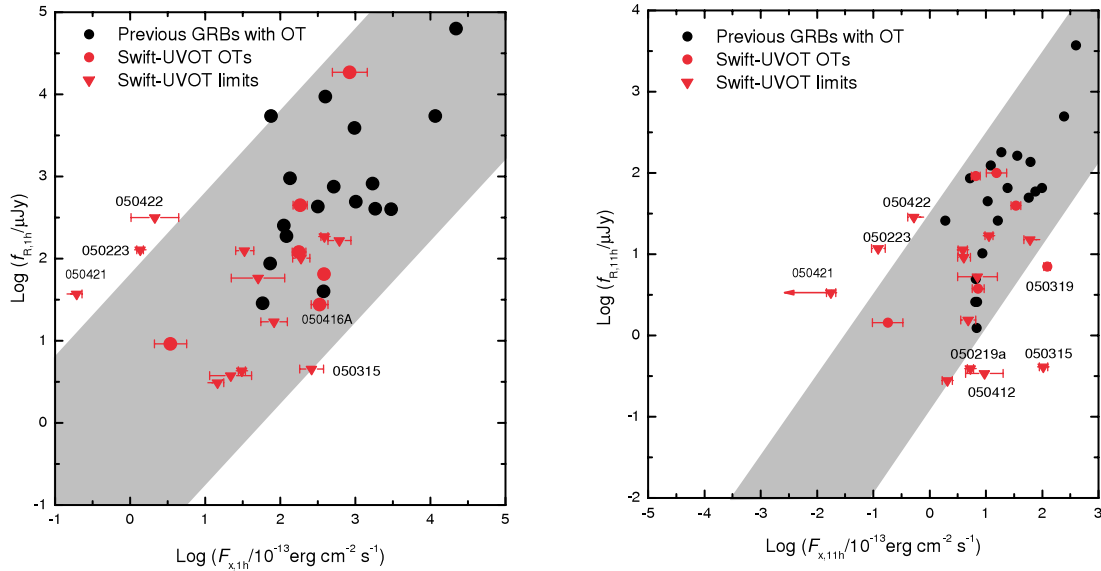 Previous GRBs with OT
Swift-UVOT OTs
Swift-UVOT limits
050422
050223
050421
050416A
050315
5
4
3
2
1
0
-1
-1 0 1 2 3 4 5
Log (f_R,1h/μJy)
Log (F_x,1h/10^-13 erg cm^-2 s^-1)
Previous GRBs with OT
Swift-UVOT OTs
Swift-UVOT limits
050422
050223
050421
050319
050219a
050315
050412
4
3
2
1
0
-1
-2
-5 -5 -3 -2 -1 0 1 2 3
Log (f_R,11h/μJy)
Log (F_x,11h/10^-13 erg cm^-2 s^-1)